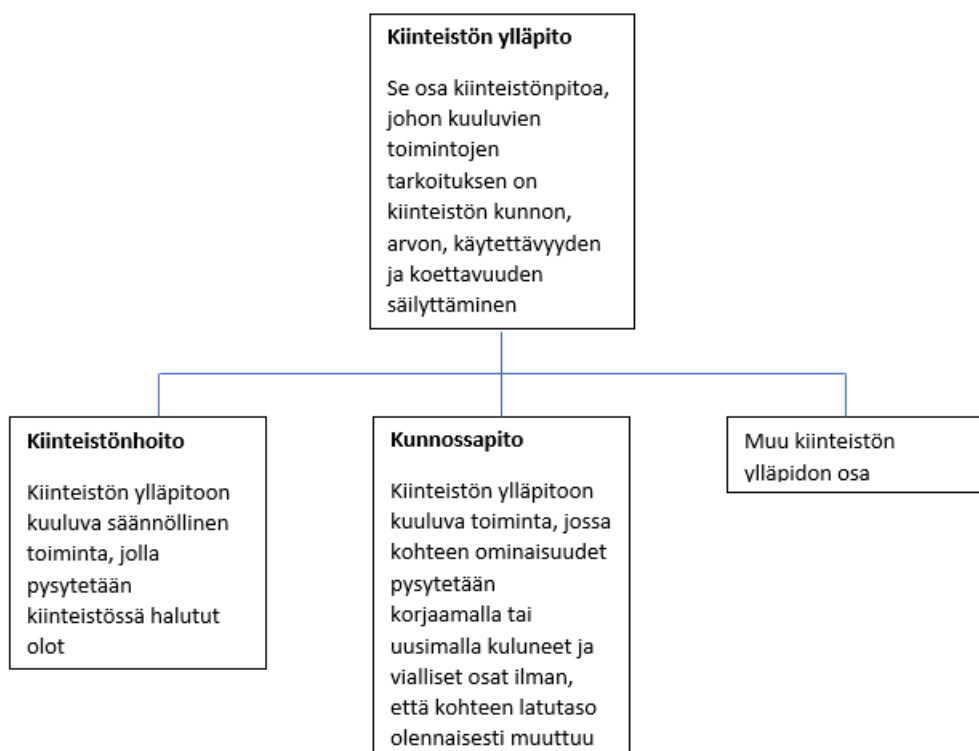 Kiinteistön ylläpito
Se osa kiinteistönpitoa,
johon kuuluvien
toimintojen
tarkoituksen on
kiinteistön kunnon,
arvon, käytettävyyden
ja koettavuuden
säilyttäminen
Kiinteistönhoito
Kiinteistön ylläpitoon
kuuluva säännöllinen
toiminta, jolla
pysytetään
kiinteistössä halutut
olot
Kunnossapito
Kiinteistön ylläpitoon
kuuluva toiminta, jossa
kohteen ominaisuudet
pysytetään
korjaamalla tai
uusimalla kuluneet ja
vialliset osat ilman,
että kohteen latutaso
olennaisesti muuttuu
Muu kiinteistön
ylläpidon osa